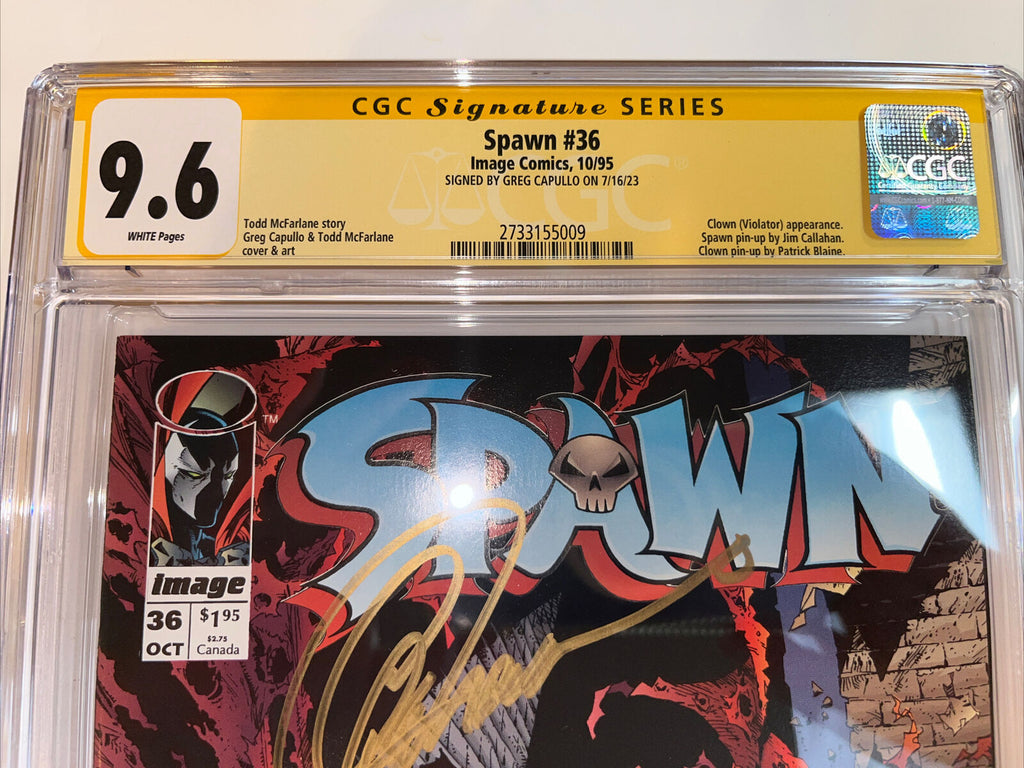 CGC Signature SERIES
9.6
WHITE Pages
Spawn #36
Image Comics, 10/95
SIGNED BY GREG CAPULLO ON 7/16/23
2733155009
Todd McFarlane story
Greg Capullo & Todd McFarlane
cover & art
Clown (Violator) appearance.
Spawn pin-up by Jim Callahan.
Clown pin-up by Patrick Blaine.
CGC
CGC
SPAWN
TM
image
36
OCT
$1.95
$2.75
Canada